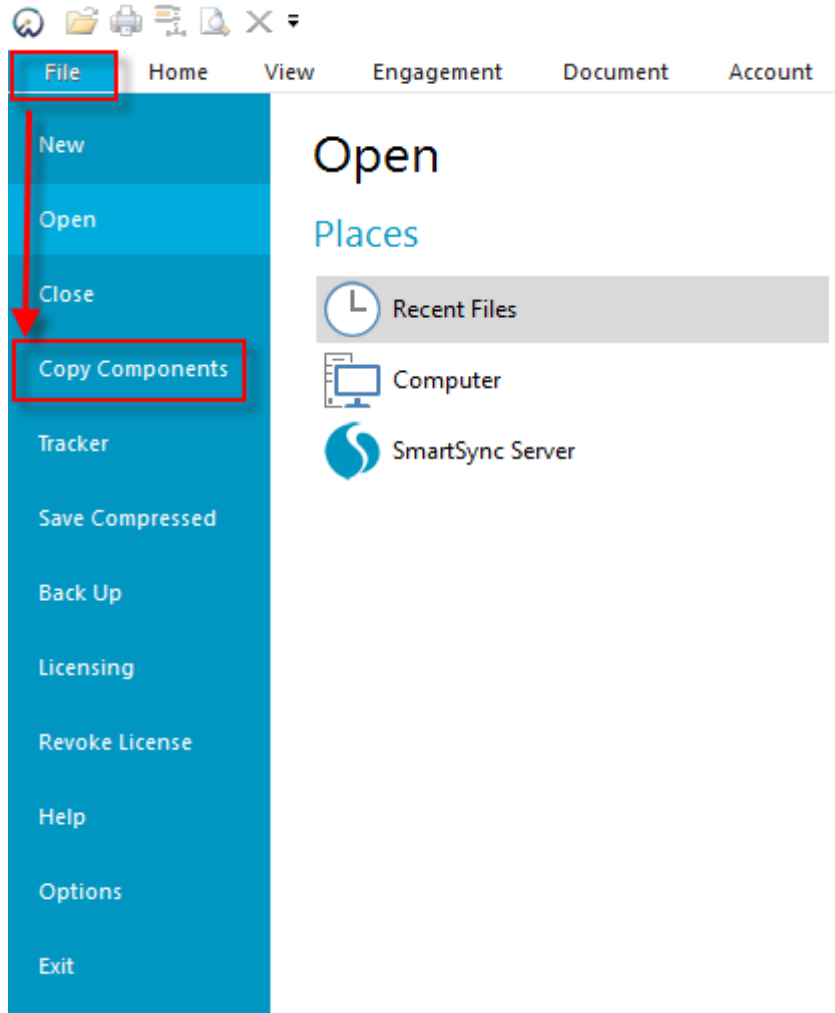 File Home View Engagement Document Account
New
Open
Close
Copy Components
Tracker
Save Compressed
Back Up
Licensing
Revoke License
Help
Options
Exit
Open
Places
Recent Files
Computer
SmartSync Server